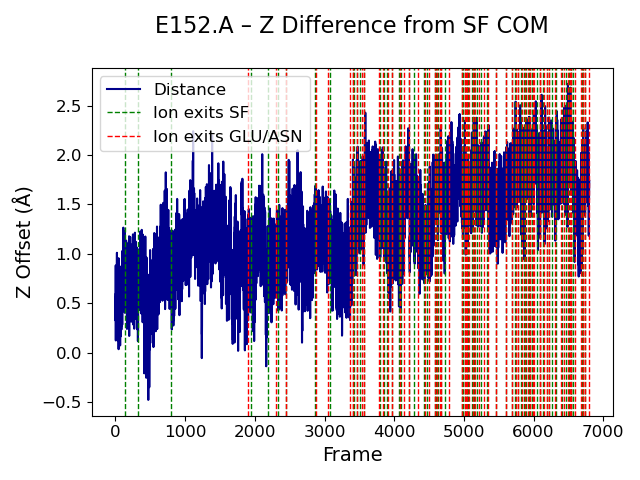 E152.A – Z Difference from SF COM
Distance
Ion exits SF
Ion exits GLU/ASN
Z Offset (Å)
2.5
2.0
1.5
1.0
0.5
0.0
−0.5
0 1000 2000 3000 4000 5000 6000 7000
Frame